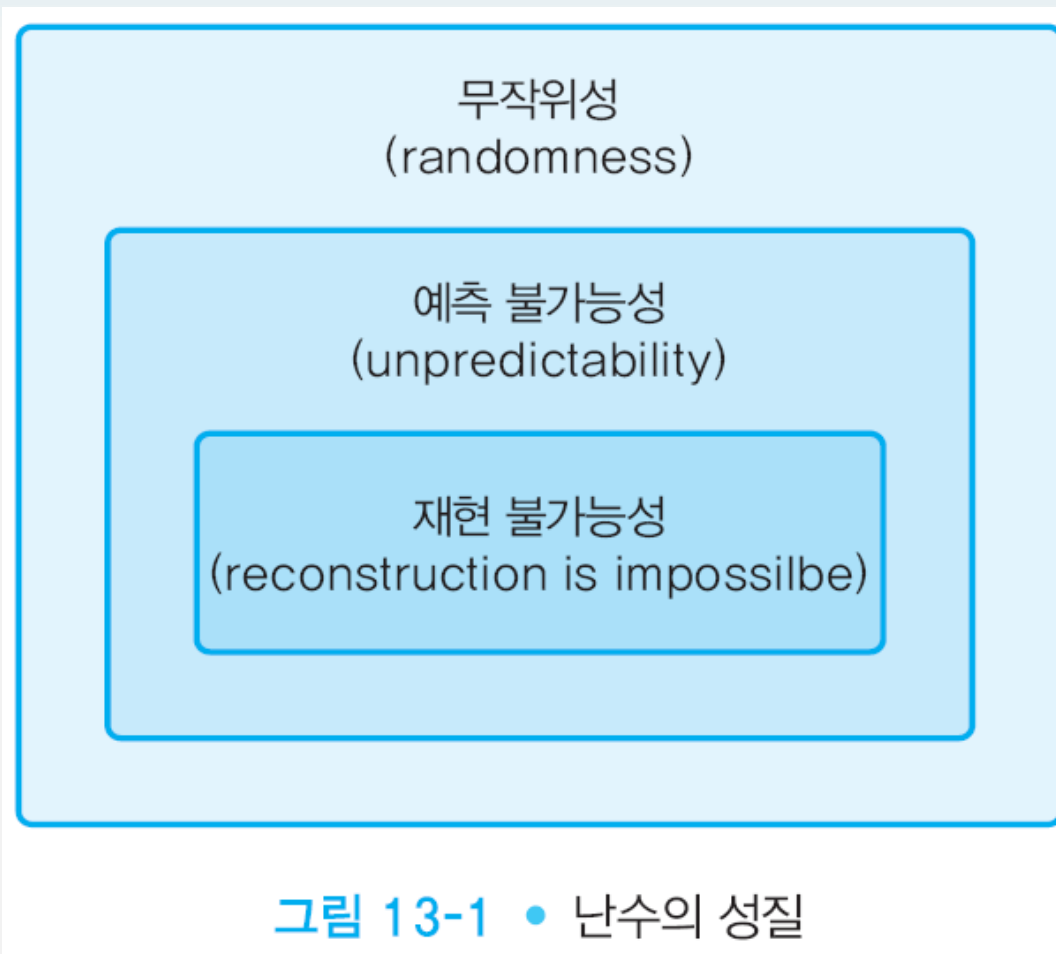 무작위성
(randomness)
예측 불가능성
(unpredictability)
재현 불가능성
(reconstruction is impossilbe)
그림 13-1 • 난수의 성질